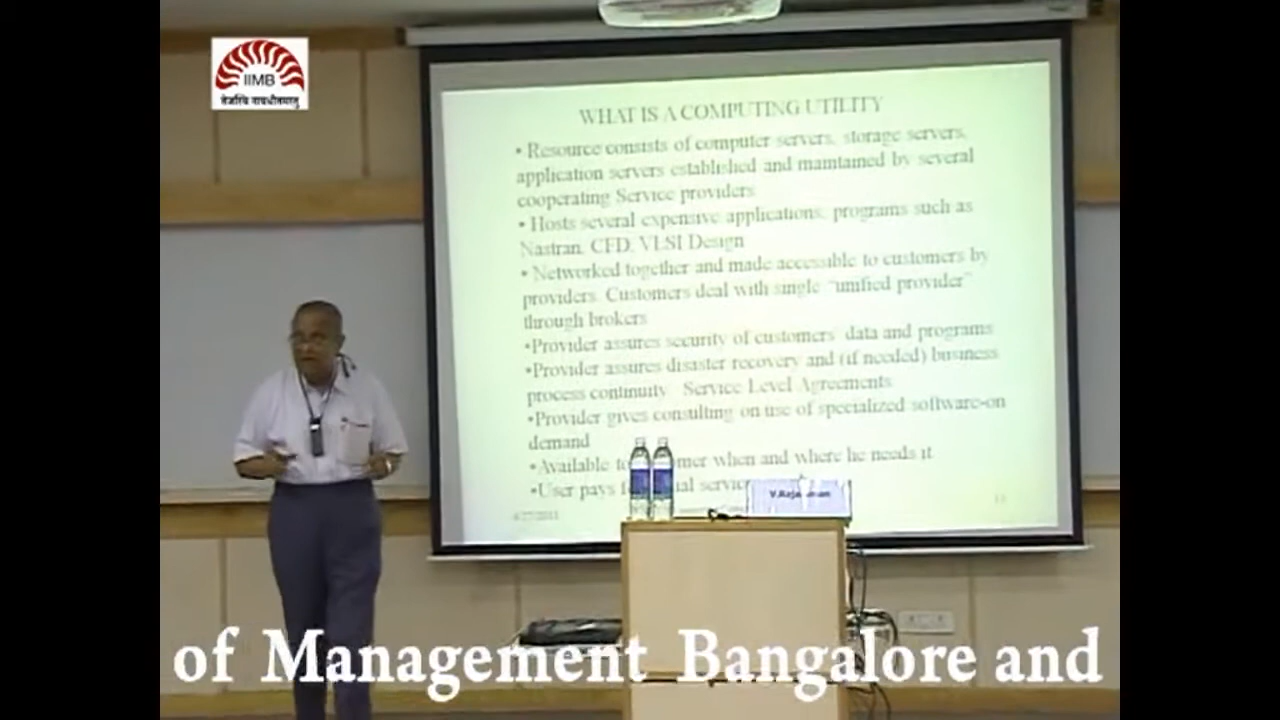 IIMB
तेजस्वि नावधीतमस्तु
WHAT IS A COMPUTING UTILITY
• Resource consists of computer servers, storage servers,
application servers established and maintained by several
cooperating Service providers
• Hosts several expensive applications, programs such as
Nastran, CFD, VLSI Design
• Networked together and made accessible to customers by
providers. Customers deal with single "unified provider"
through brokers
•Provider assures security of customers' data and programs
•Provider assures disaster recovery and (if needed) business
process continuity Service Level Agreements
•Provider gives consulting on use of specialized software-on
demand
•Available to mer when and where he needs it
•User pays
of Management Bangalore and